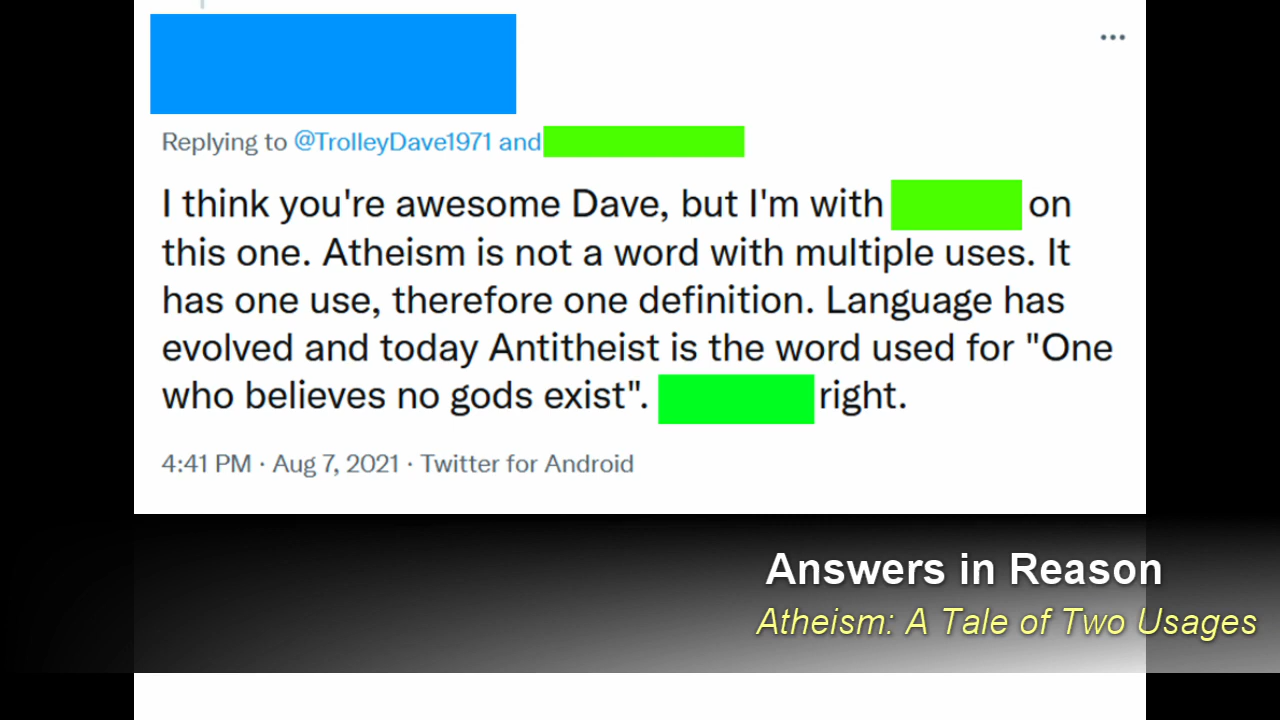 Replying to @TrolleyDave1971 and
I think you're awesome Dave, but I'm with on
this one. Atheism is not a word with multiple uses. It
has one use, therefore one definition. Language has
evolved and today Antitheist is the word used for "One
who believes no gods exist". right.
4:41 PM · Aug 7, 2021 · Twitter for Android
Answers in Reason
Atheism: A Tale of Two Usages